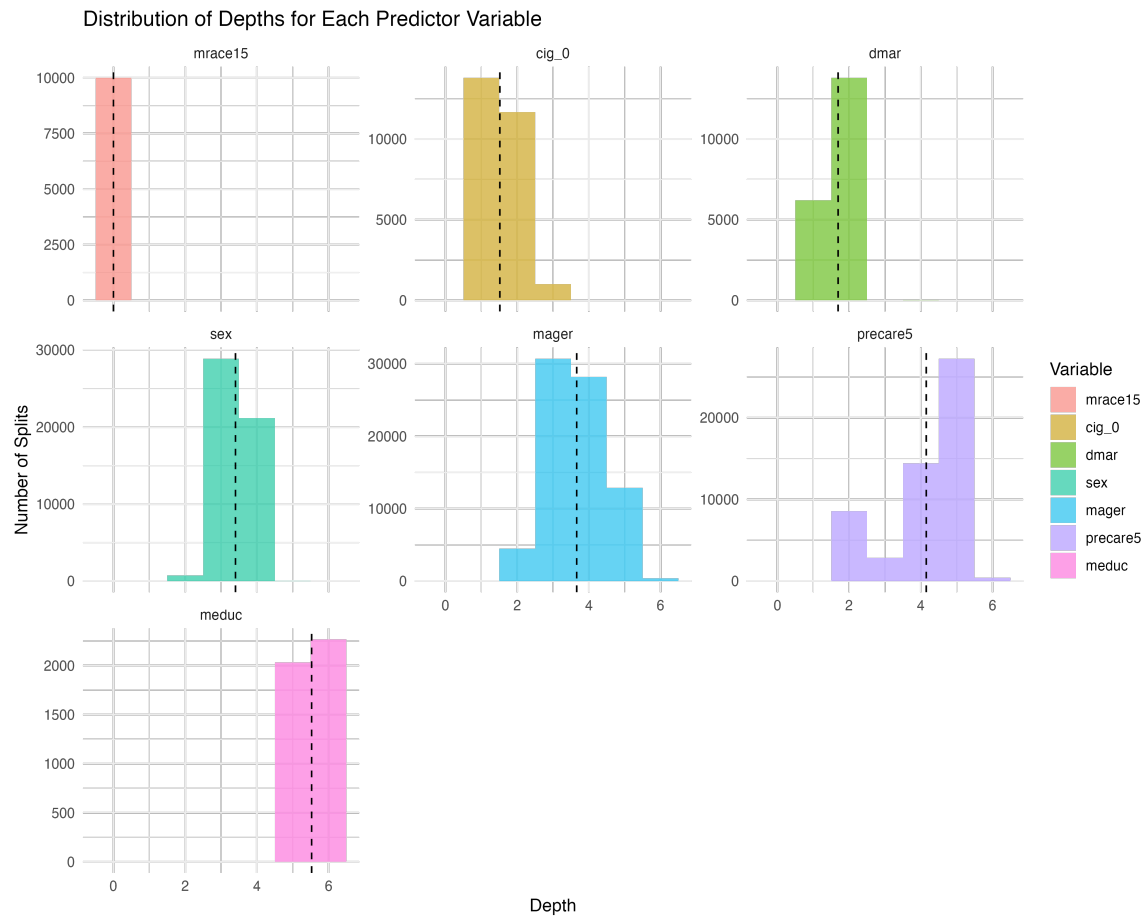 Distribution of Depths for Each Predictor Variable
mrace15
cig_0
dmar
10000
7500
5000
2500
0
10000
5000
0
10000
5000
0
sex
mager
precare5
30000
20000
10000
0
30000
20000
10000
0
20000
10000
0
0 2 4 6
0 2 4 6
meduc
2000
1500
1000
500
0
0 2 4 6
Number of Splits
Depth
Variable
mrace15
cig_0
dmar
sex
mager
precare5
meduc